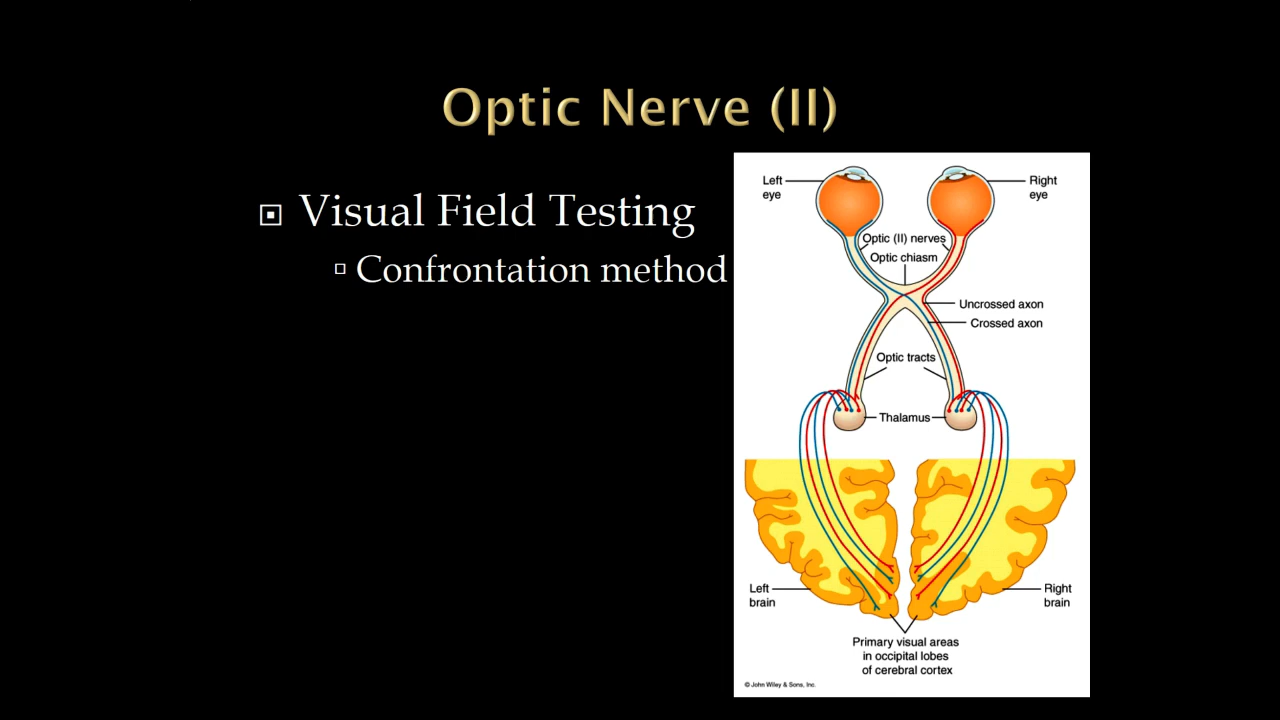 Optic Nerve (II)
Visual Field Testing
Confrontation method
Left
eye
Right
eye
Optic (II) nerves
Optic chiasm
Uncrossed axon
Crossed axon
Optic tracts
Thalamus
Left
brain
Right
brain
Primary visual areas
in occipital lobes
of cerebral cortex
© John Wiley & Sons, Inc.